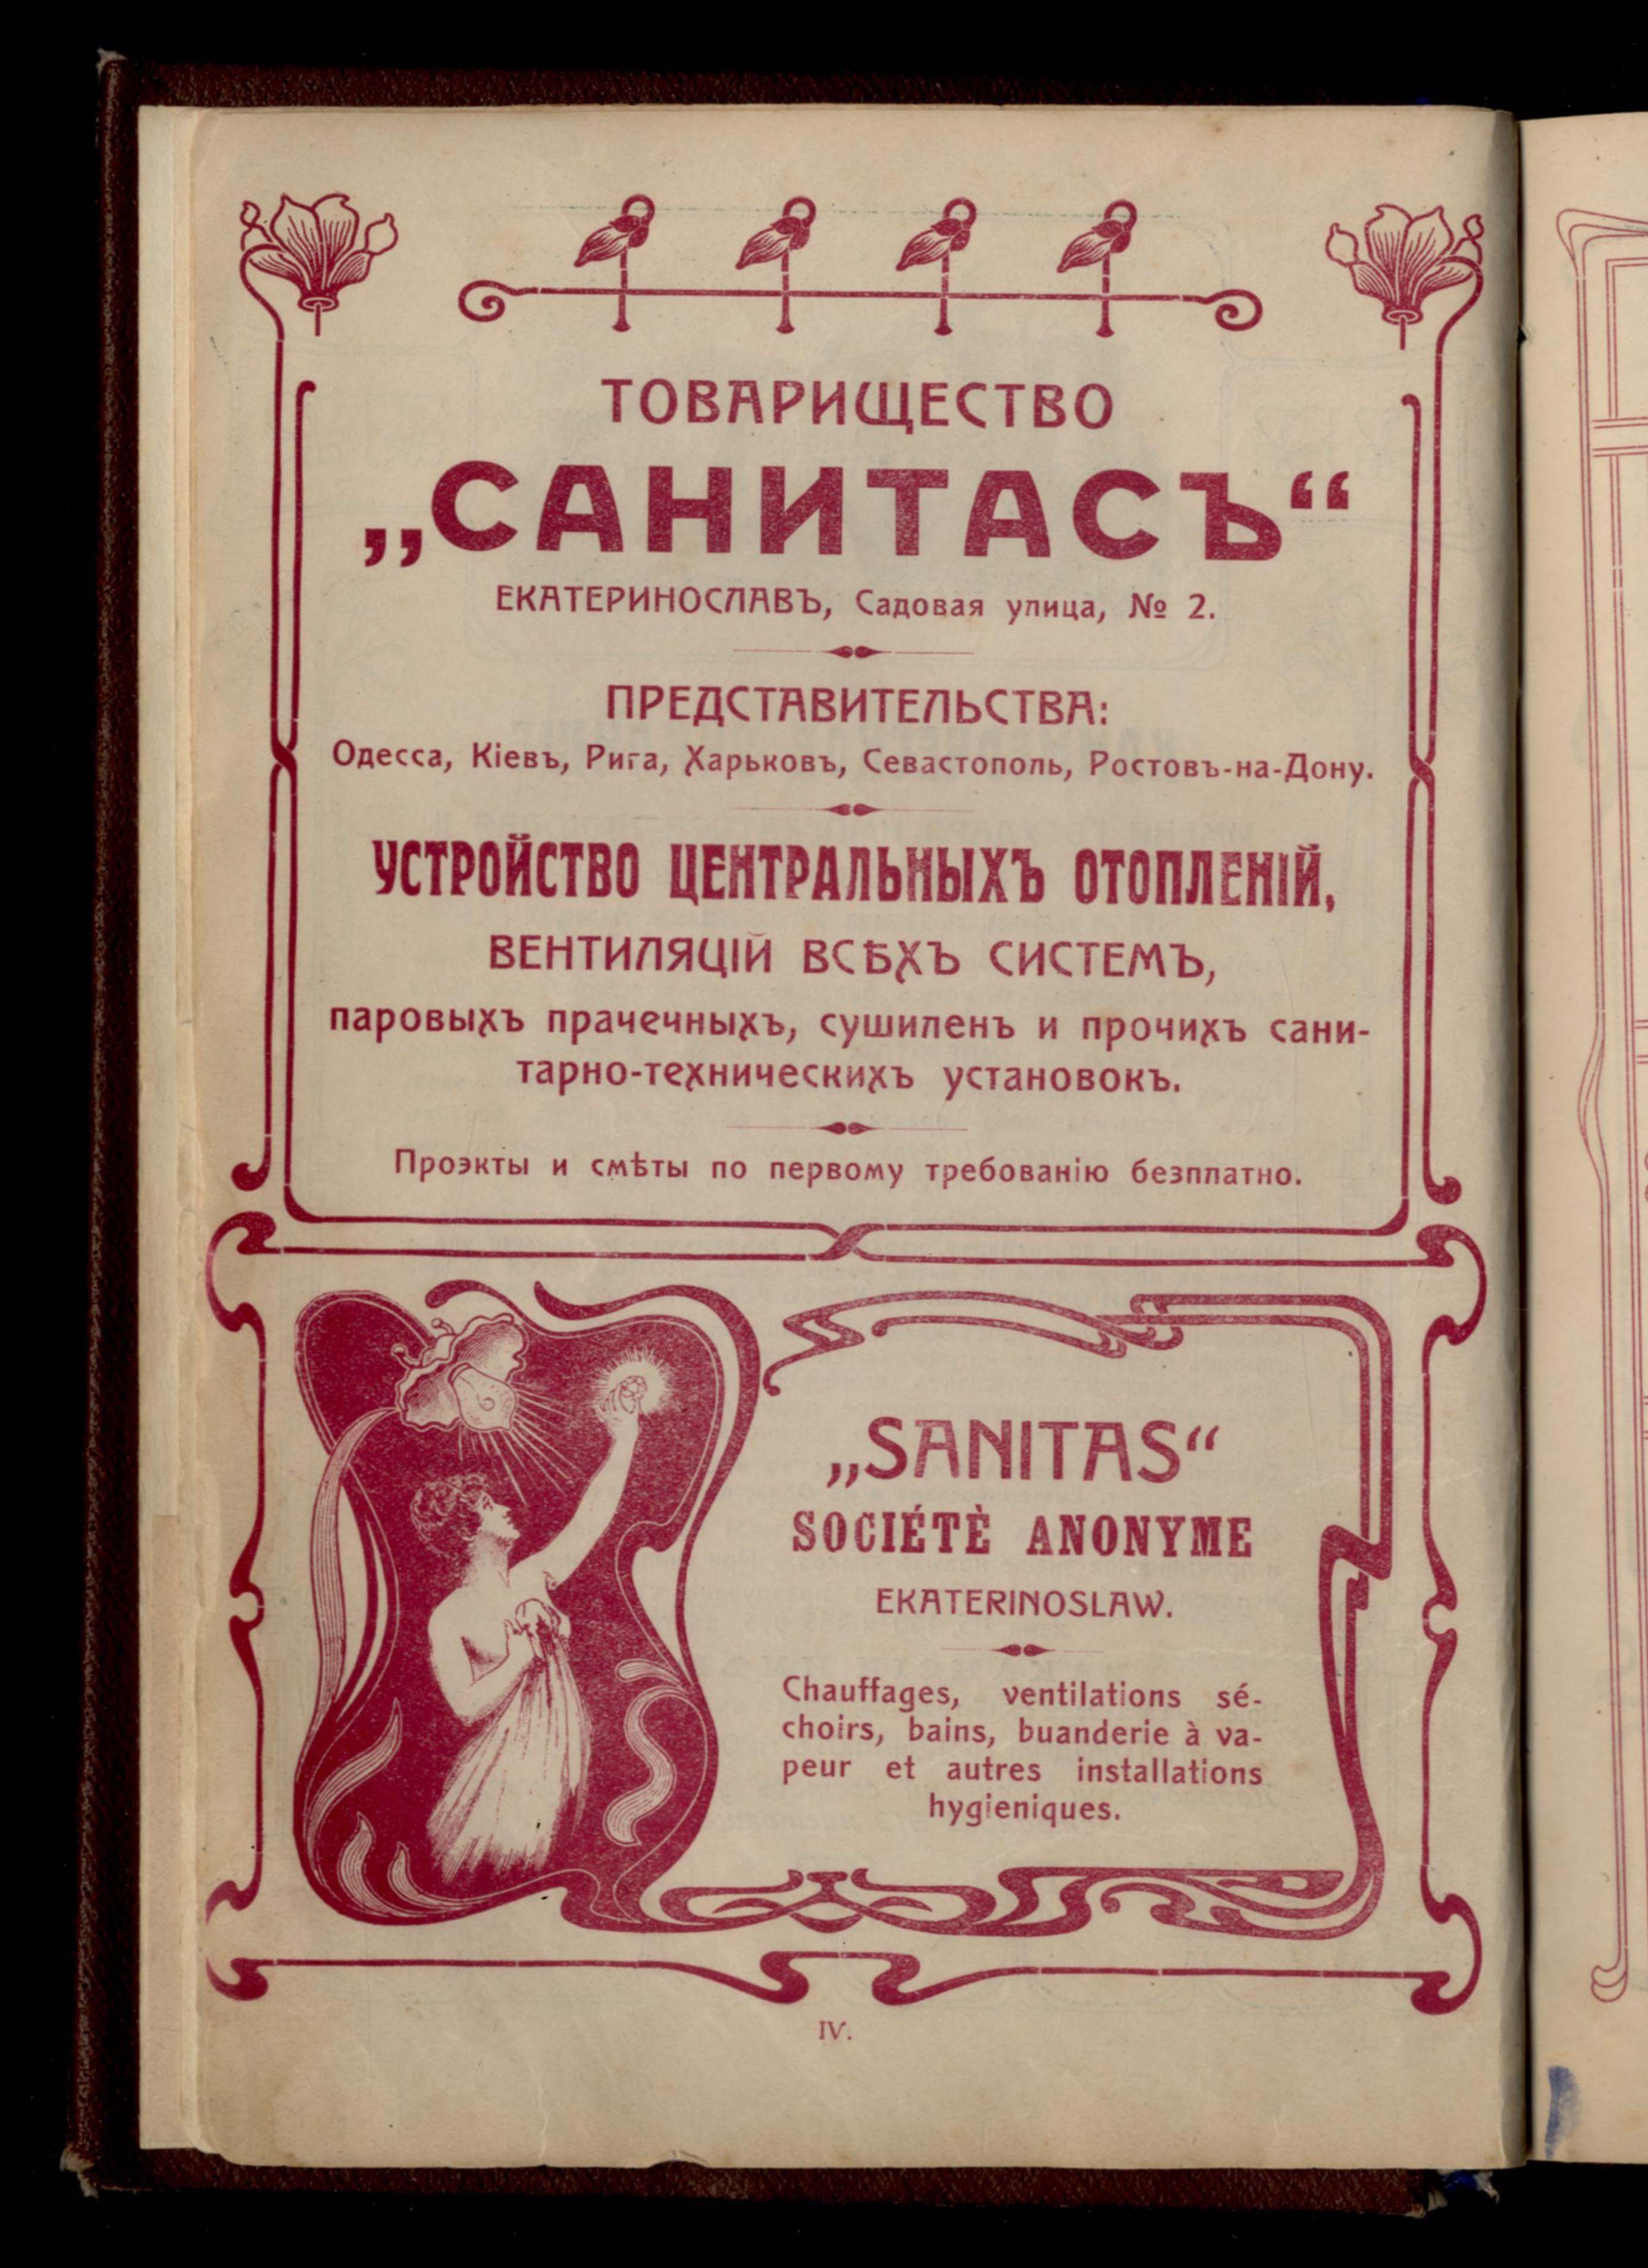 ТОВАРИЩЕСТВО
„САНИТАСЪ“
ЕКАТЕРИНОСЛАВЪ, Садовая улица, № 2.
ПРЕДСТАВИТЕЛЬСТВА:
Одесса, Кіевъ, Рига, Харьковъ, Севастополь, Ростовъ-на-Дону.
УСТРОЙСТВО ЦЕНТРАЛЬНЫХЪ ОТОПЛЕНІЙ,
ВЕНТИЛЯЦІЙ ВСѢХЪ СИСТЕМЪ,
паровыхъ прачечныхъ, сушиленъ и прочихъ сани-
тарно-техническихъ установокъ.
Проэкты и смѣты по первому требованію безплатно.
„SANITAS“
SOCIÉTÈ ANONYME
EKATERINOSLAW.
Chauffages, ventilations sé-
choirs, bains, buanderie à va-
peur et autres installations
hygieniques.
IV.